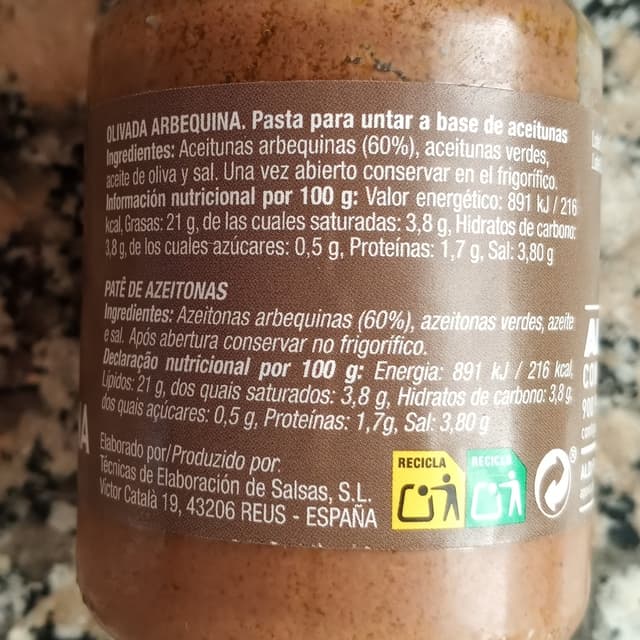 OLIVADA ARBEQUINA. Pasta para untar a base de aceitunas
Ingredientes: Aceitunas arbequinas (60%), aceitunas verdes,
aceite de oliva y sal. Una vez abierto conservar en el frigorífico.
Información nutricional por 100 g: Valor energético: 891 kJ / 216
kcal, Grasas: 21 g, de las cuales saturadas: 3,8 g, Hidratos de carbono:
3,8 g, de los cuales azúcares: 0,5 g, Proteínas: 1,7 g, Sal: 3,80 g
PATÊ DE AZEITONAS
Ingredientes: Azeitonas arbequinas (60%), azeitonas verdes, azeite
e sal. Após abertura conservar no frigorífico.
Declaração nutricional por 100 g: Energia: 891 kJ / 216 kcal,
Lípidos: 21 g, dos quais saturados: 3,8 g, Hidratos de carbono: 3,8 g,
dos quais açúcares: 0,5 g, Proteínas: 1,7g, Sal: 3,80 g
Elaborado por/Produzido por:
Técnicas de Elaboración de Salsas, S.L.
Víctor Català 19, 43206 REUS - ESPAÑA
RECICLA
RECICLA